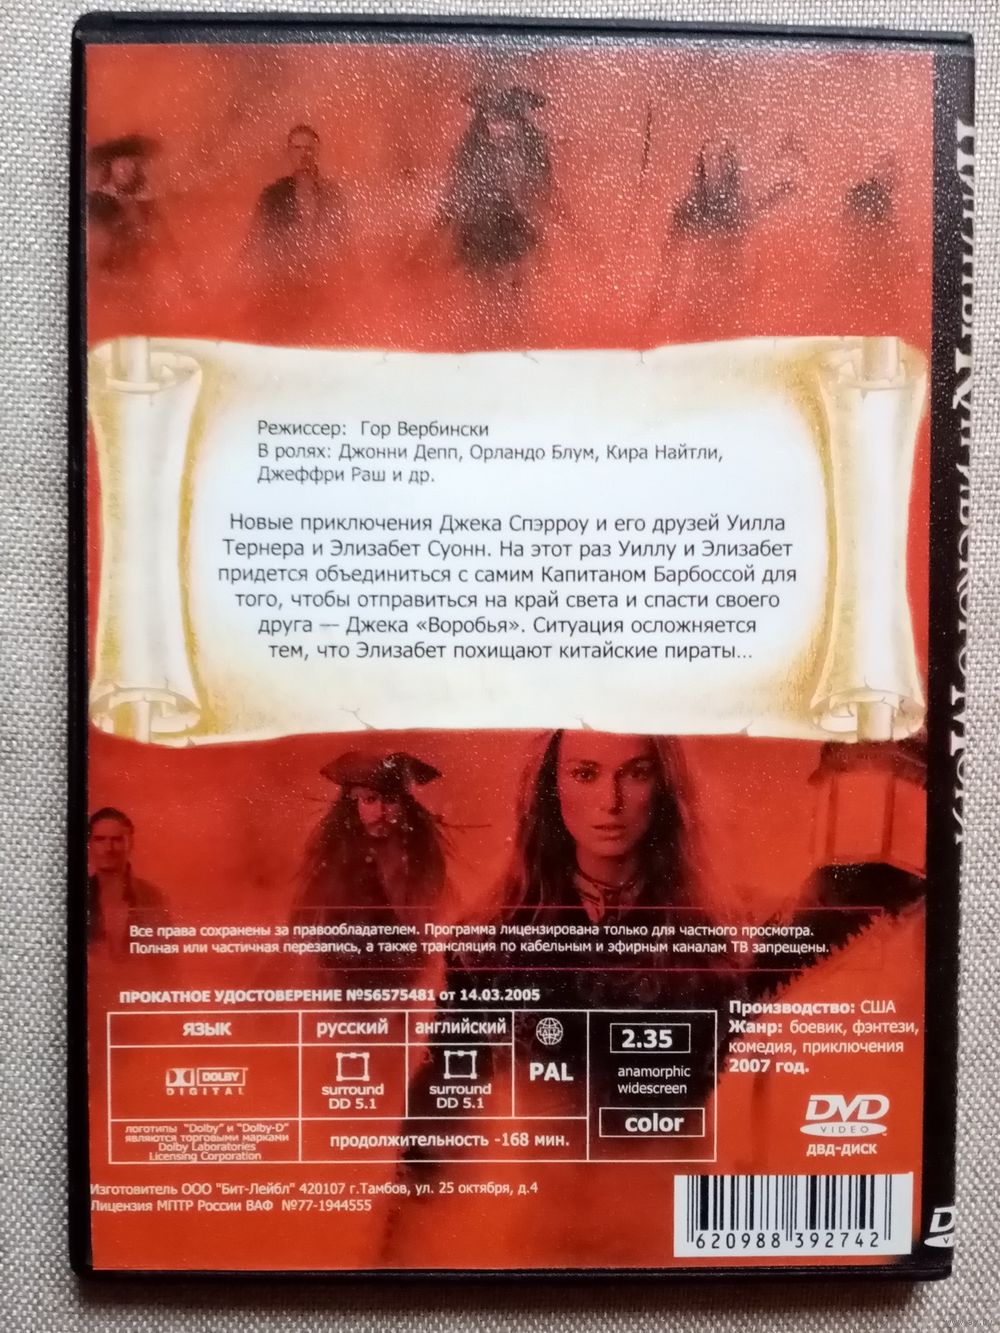 Режиссер: Гор Вербински
В ролях: Джонни Депп, Орландо Блум, Кира Найтли,
Джеффри Раш и др.
Новые приключения Джека Спэрроу и его друзей Уилла
Тернера и Элизабет Суонн. На этот раз Уиллу и Элизабет
придется объединиться с самим Капитаном Барбоссой для
того, чтобы отправиться на край света и спасти своего
друга — Джека «Воробья». Ситуация осложняется
тем, что Элизабет похищают китайские пираты...
Все права сохранены за правообладателем. Программа лицензирована только для частного просмотра.
Полная или частичная перезапись, а также трансляция по кабельным и эфирным каналам ТВ запрещены.
ПРОКАТНОЕ УДОСТОВЕРЕНИЕ №56575481 от 14.03.2005
язык
русский
английский
DOLBY
DIGITAL
surround
DD 5.1
surround
DD 5.1
PAL
2.35
anamorphic
widescreen
color
логотипы "Dolby" и "Dolby-D"
являются торговыми марками
Dolby Laboratories
Licensing Corporation
продолжительность -168 мин.
Производство: США
Жанр: боевик, фэнтези,
комедия, приключения
2007 год.
DVD
VIDEO
двд-диск
Изготовитель ООО "Бит-Лейбл" 420107 г.Тамбов, ул. 25 октября, д.4
Лицензия МПТР России ВАФ №77-1944555
620988 392742